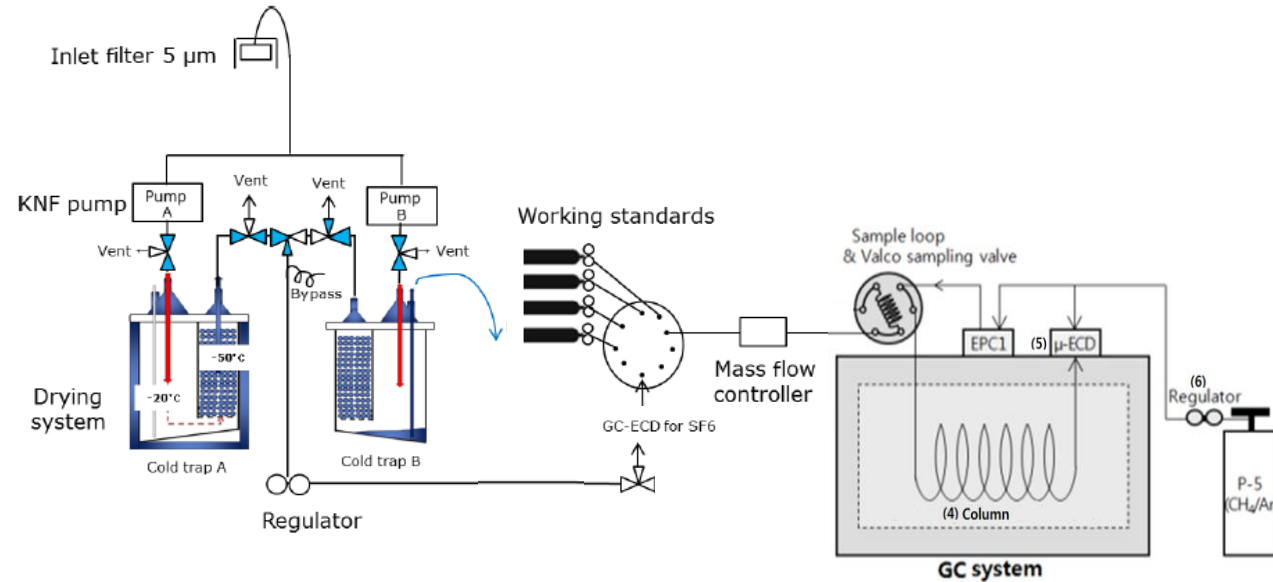 Inlet filter 5 μm
KNF pump
Pump
A
Vent
Vent
Pump
B
Vent
Vent
Bypass
-50°C
-20°C
Drying
system
Cold trap A
Cold trap B
Regulator
Working standards
GC-ECD for SF6
Mass flow
controller
Sample loop
& Valco sampling valve
EPC1
(5) μ-ECD
(6)
Regulator
P-5
(CH₄/Ar
(4) Column
GC system